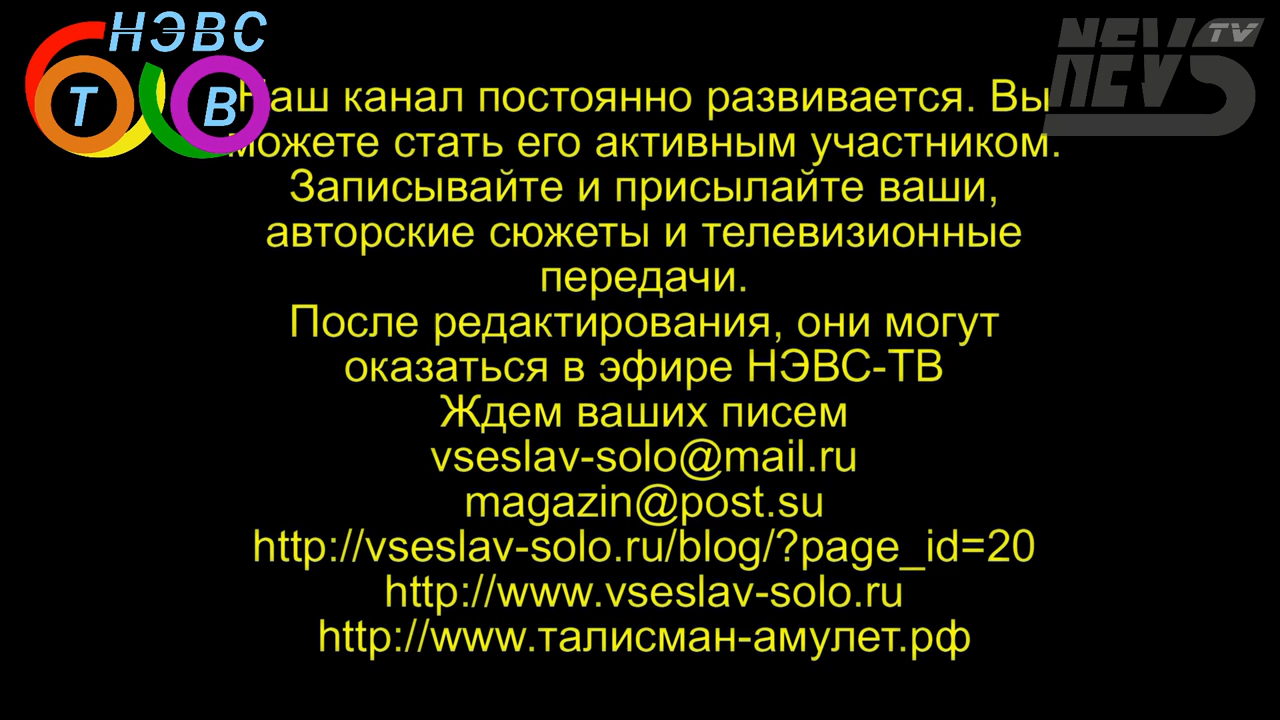 НЭВС
Т В
NEVS TV
NEVS
Наш канал постоянно развивается. Вы
можете стать его активным участником.
Записывайте и присылайте ваши,
авторские сюжеты и телевизионные
передачи.
После редактирования, они могут
оказаться в эфире НЭВС-ТВ
Ждем ваших писем
vseslav-solo@mail.ru
magazin@post.su
http://vseslav-solo.ru/blog/?page_id=20
http://www.vseslav-solo.ru
http://www.талисман-амулет.рф